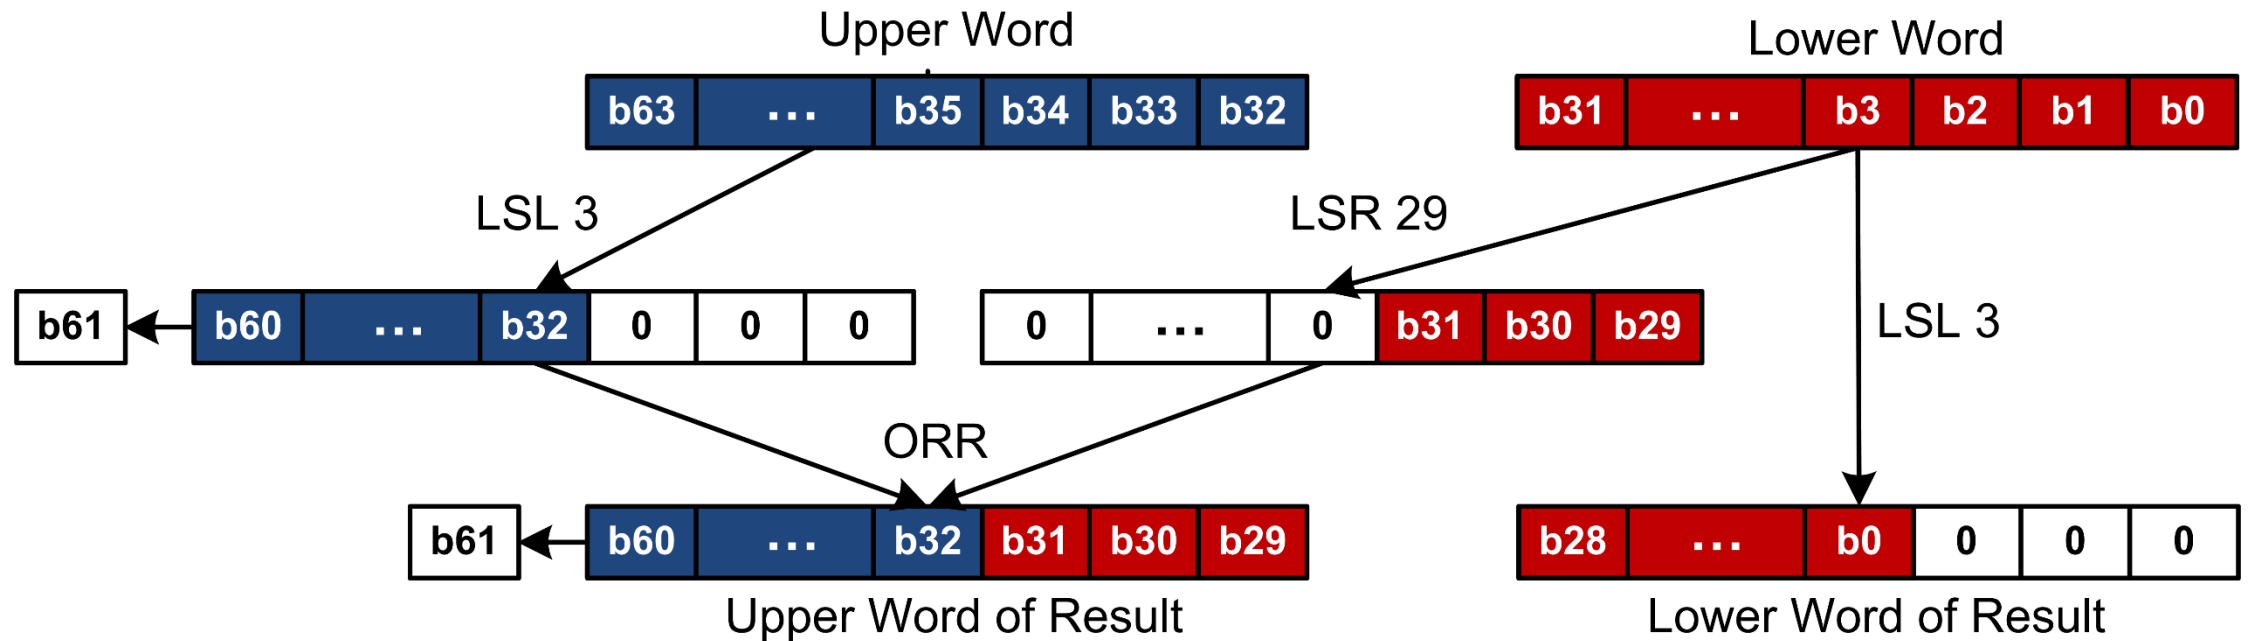 Upper Word
Lower Word
b63 ... b35 b34 b33 b32
b31 ... b3 b2 b1 b0
LSL 3
LSR 29
LSL 3
b61 b60 ... b32 0 0 0
0 ... 0 b31 b30 b29
ORR
b61 b60 ... b32 b31 b30 b29
b28 ... b0 0 0 0
Upper Word of Result
Lower Word of Result